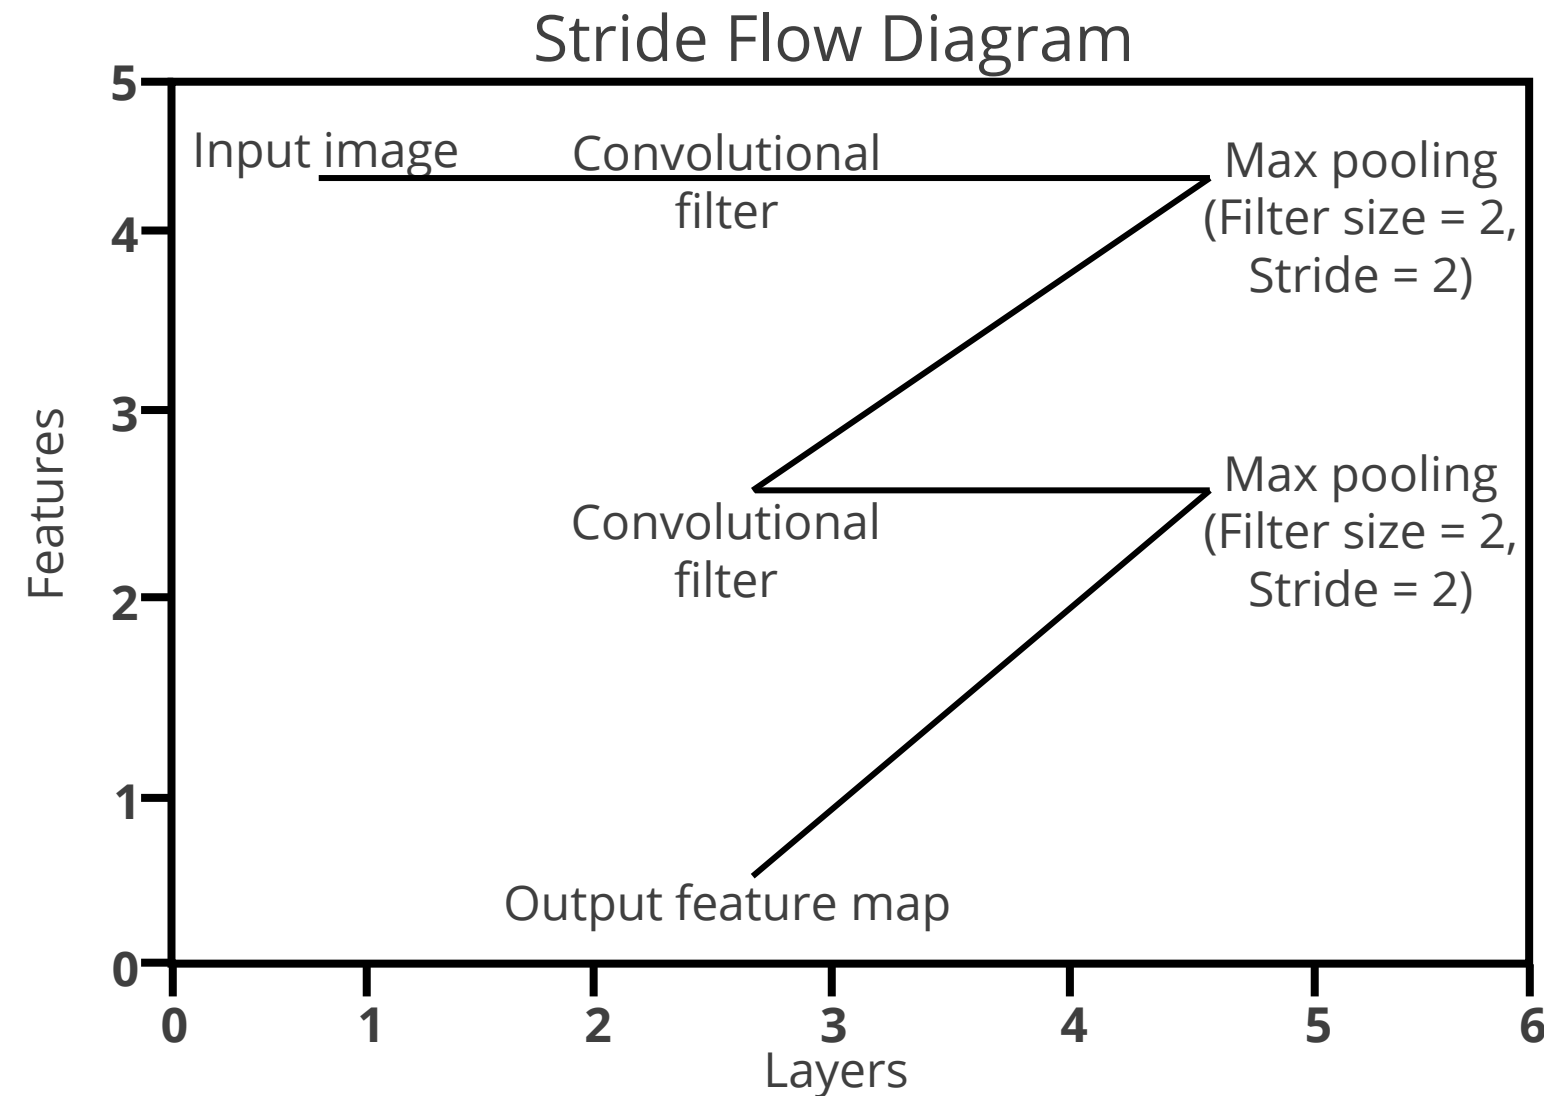 Stride Flow Diagram
5
Input image
Convolutional
filter
Max pooling
(Filter size = 2,
Stride = 2)
4
3
Features
Convolutional
filter
Max pooling
(Filter size = 2,
Stride = 2)
2
1
Output feature map
0
0 1 2 3 4 5 6
Layers